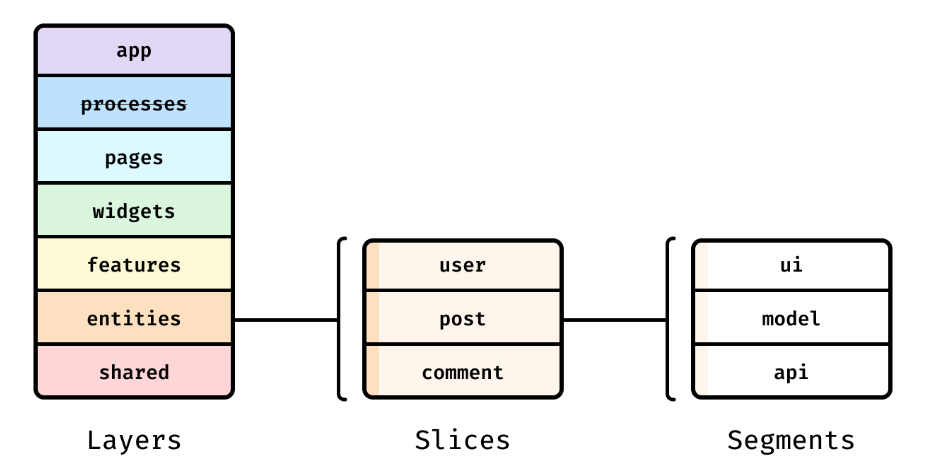 app
processes
pages
widgets
features
entities
shared
Layers
user
post
comment
Slices
ui
model
api
Segments